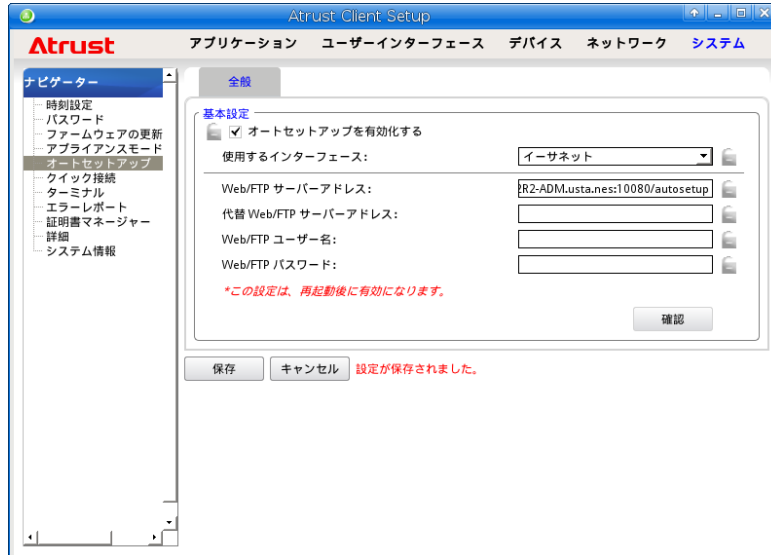 Atrust Client Setup
Atrust
アプリケーション ユーザーインターフェース デバイス ネットワーク システム
ナビゲーター
時刻設定
パスワード
ファームウェアの更新
アプライアンスモード
オートセットアップ
クイック接続
ターミナル
エラーレポート
証明書マネージャー
詳細
システム情報
全般
基本設定
オートセットアップを有効化する
使用するインターフェース: イーサネット
Web/FTP サーバーアドレス: R2-ADM.usta.nes:10080/autosetup
代替 Web/FTP サーバーアドレス:
Web/FTP ユーザー名:
Web/FTP パスワード:
*この設定は、再起動後に有効になります。
確認
保存 キャンセル 設定が保存されました。